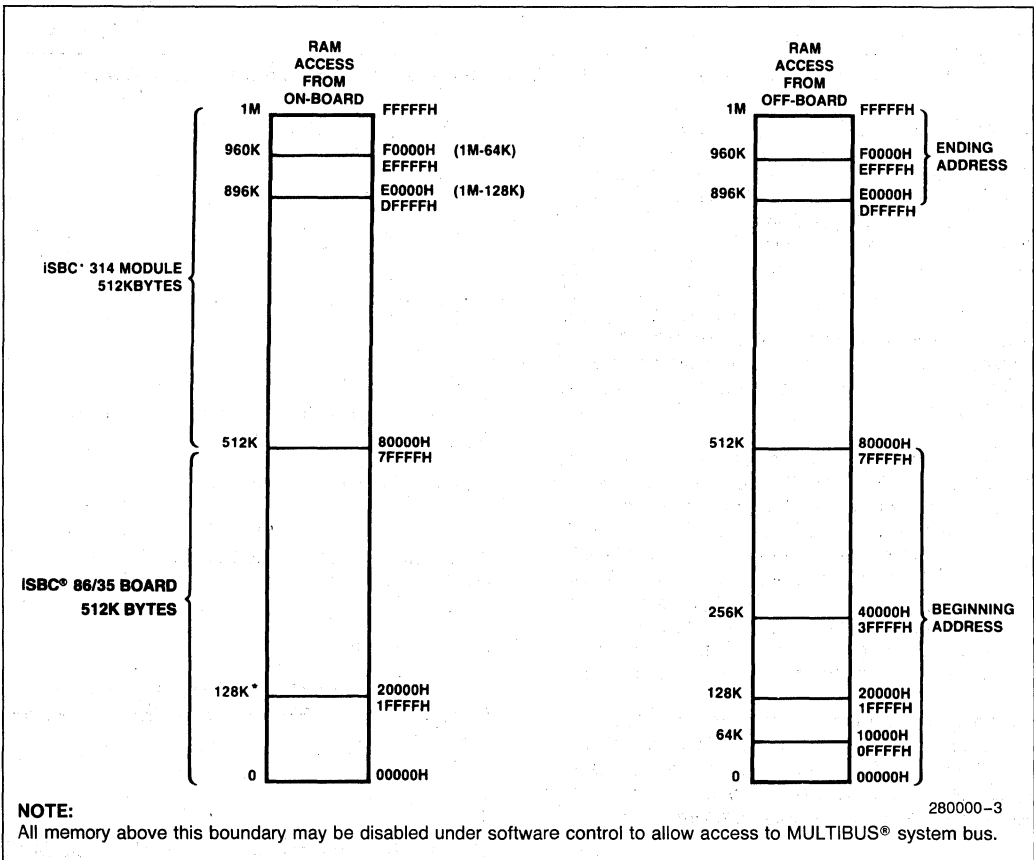 RAM
ACCESS
FROM
ON-BOARD
1M FFFFFH
960K F0000H (1M-64K)
EFFFFH
896K E0000H (1M-128K)
DFFFFH
iSBC· 314 MODULE
512KBYTES
512K 80000H
7FFFFH
iSBC® 86/35 BOARD
512K BYTES
128K* 20000H
1FFFFH
0 00000H
RAM
ACCESS
FROM
OFF-BOARD
1M FFFFFH
960K F0000H
EFFFFH
896K E0000H
DFFFFH
ENDING
ADDRESS
512K 80000H
7FFFFH
256K 40000H
3FFFFH
BEGINNING
ADDRESS
128K 20000H
1FFFFH
64K 10000H
0FFFFH
0 00000H
280000-3
NOTE:
All memory above this boundary may be disabled under software control to allow access to MULTIBUS® system bus.